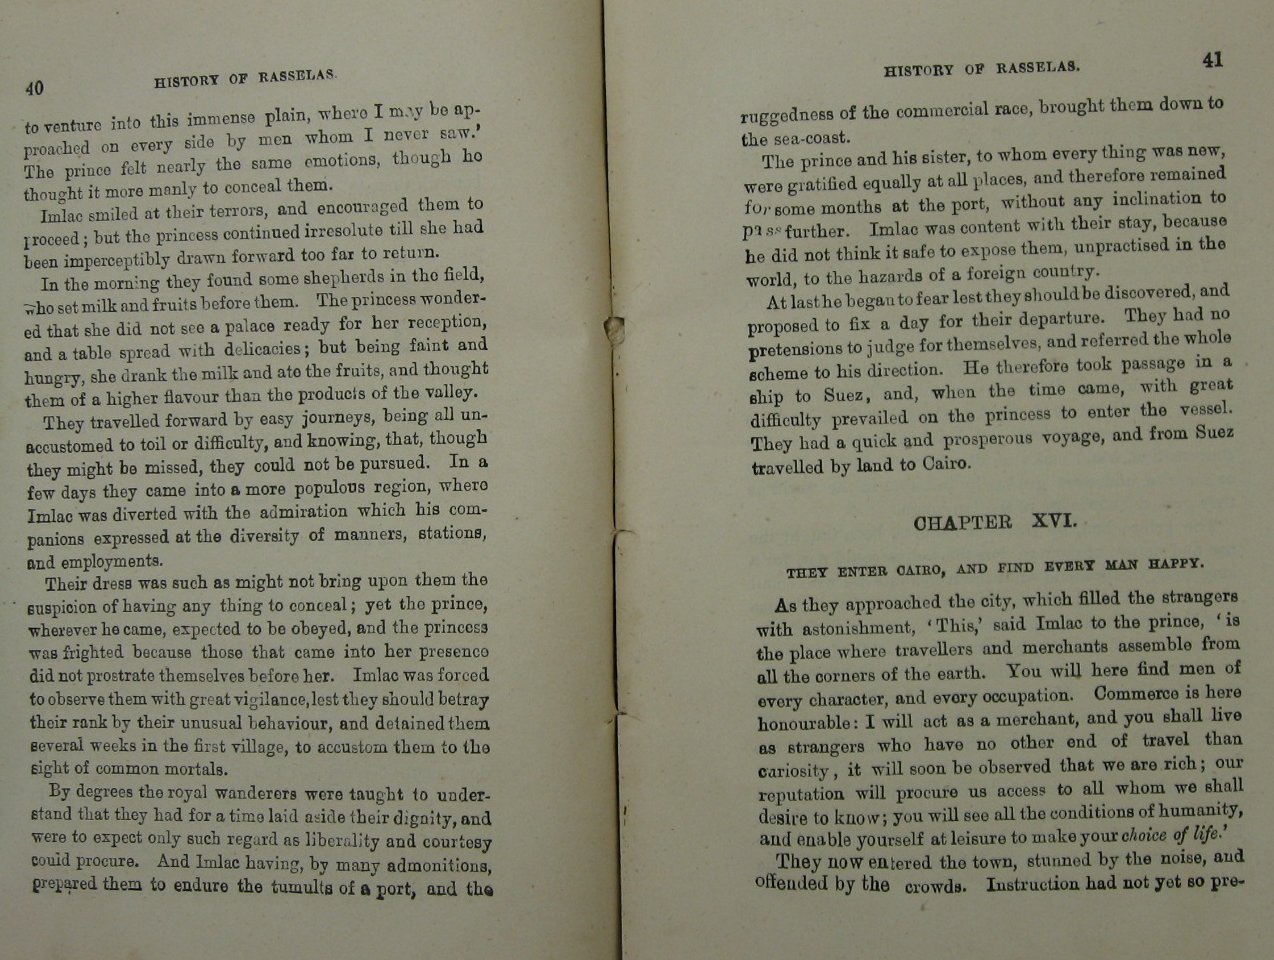 40
HISTORY OF RASSELAS.
to venture into this immense plain, where I may be ap-
proached on every side by men whom I never saw.'
The prince felt nearly the same emotions, though he
thought it more manly to conceal them.
Imlac smiled at their terrors, and encouraged them to
proceed; but the princess continued irresolute till she had
been imperceptibly drawn forward too far to return.
In the morning they found some shepherds in the field,
who set milk and fruits before them. The princess wonder-
ed that she did not see a palace ready for her reception,
and a table spread with delicacies; but being faint and
hungry, she drank the milk and ate the fruits, and thought
them of a higher flavour than the products of the valley.
They travelled forward by easy journeys, being all un-
accustomed to toil or difficulty, and knowing, that, though
they might be missed, they could not be pursued. In a
few days they came into a more populous region, where
Imlac was diverted with the admiration which his com-
panions expressed at the diversity of manners, stations,
and employments.
Their dress was such as might not bring upon them the
suspicion of having any thing to conceal; yet the prince,
wherever he came, expected to be obeyed, and the princess
was frighted because those that came into her presence
did not prostrate themselves before her. Imlac was forced
to observe them with great vigilance, lest they should betray
their rank by their unusual behaviour, and detained them
several weeks in the first village, to accustom them to the
sight of common mortals.
By degrees the royal wanderers were taught to under-
stand that they had for a time laid aside their dignity, and
were to expect only such regard as liberality and courtesy
could procure. And Imlac having, by many admonitions,
prepared them to endure the tumults of a port, and the
HISTORY OF RASSELAS.
41
ruggedness of the commercial race, brought them down to
the sea-coast.
The prince and his sister, to whom every thing was new,
were gratified equally at all places, and therefore remained
for some months at the port, without any inclination to
pass further. Imlac was content with their stay, because
he did not think it safe to expose them, unpractised in the
world, to the hazards of a foreign country.
At last he began to fear lest they should be discovered, and
proposed to fix a day for their departure. They had no
pretensions to judge for themselves, and referred the whole
scheme to his direction. He therefore took passage in a
ship to Suez, and, when the time came, with great
difficulty prevailed on the princess to enter the vessel.
They had a quick and prosperous voyage, and from Suez
travelled by land to Cairo.
CHAPTER XVI.
THEY ENTER CAIRO, AND FIND EVERY MAN HAPPY.
As they approached the city, which filled the strangers
with astonishment, 'This,' said Imlac to the prince, 'is
the place where travellers and merchants assemble from
all the corners of the earth. You will here find men of
every character, and every occupation. Commerce is here
honourable: I will act as a merchant, and you shall live
as strangers who have no other end of travel than
curiosity, it will soon be observed that we are rich; our
reputation will procure us access to all whom we shall
desire to know; you will see all the conditions of humanity,
and enable yourself at leisure to make your choice of life.'
They now entered the town, stunned by the noise, and
offended by the crowds. Instruction had not yet so pre-